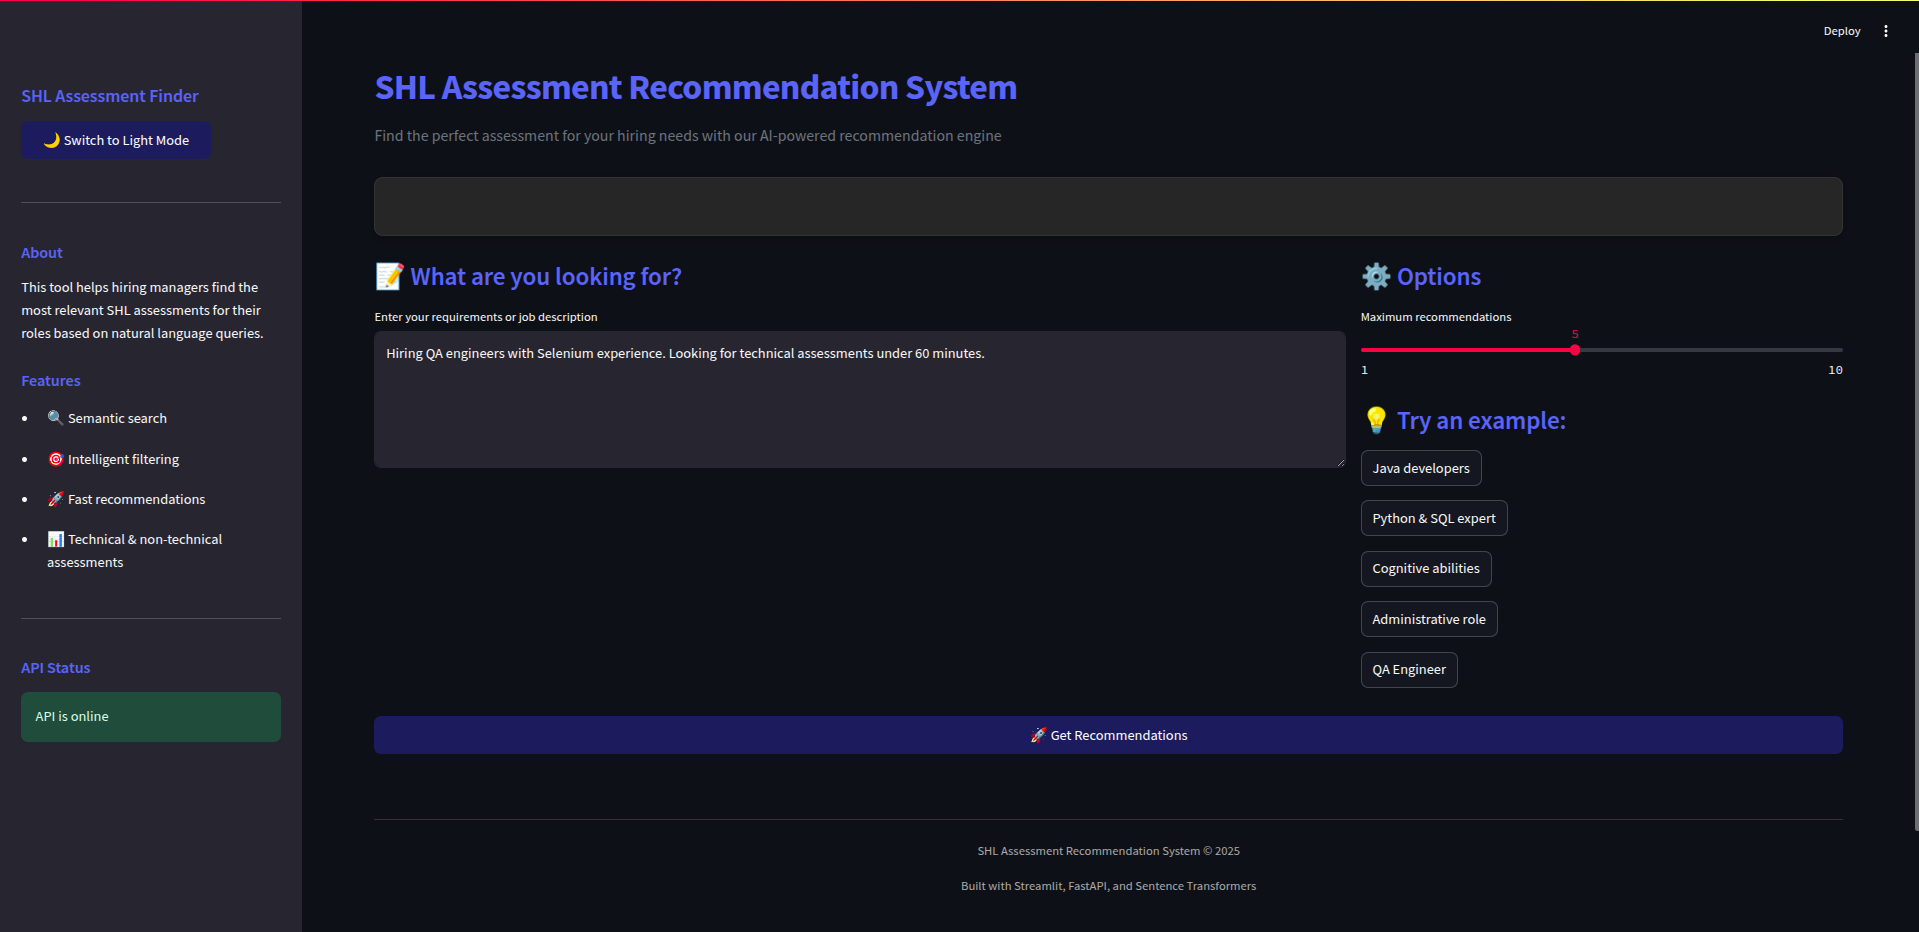 Deploy
SHL Assessment Finder
🌙 Switch to Light Mode
About
This tool helps hiring managers find the
most relevant SHL assessments for their
roles based on natural language queries.
Features
• 🔍 Semantic search
• 🎯 Intelligent filtering
• 🚀 Fast recommendations
• 📊 Technical & non-technical
assessments
API Status
API is online
SHL Assessment Recommendation System
Find the perfect assessment for your hiring needs with our AI-powered recommendation engine
📝 What are you looking for?
Enter your requirements or job description
Hiring QA engineers with Selenium experience. Looking for technical assessments under 60 minutes.
⚙️ Options
Maximum recommendations
5
1 10
💡 Try an example:
Java developers
Python & SQL expert
Cognitive abilities
Administrative role
QA Engineer
🚀 Get Recommendations
SHL Assessment Recommendation System © 2025
Built with Streamlit, FastAPI, and Sentence Transformers